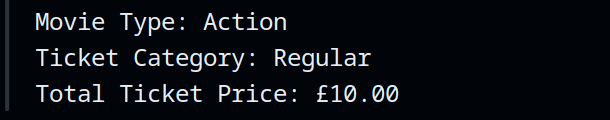 Movie Type: Action
Ticket Category: Regular
Total Ticket Price: £10.00